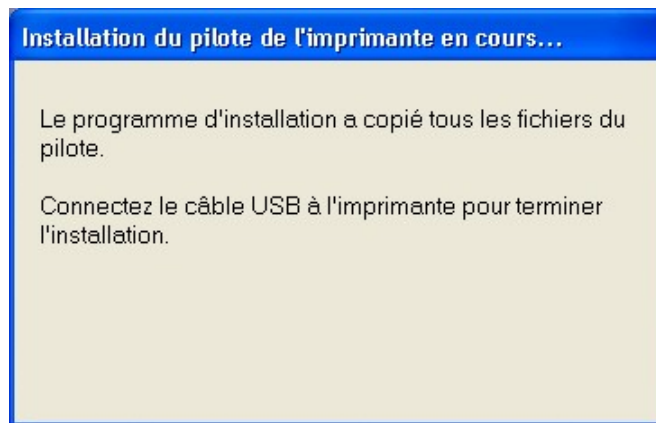 Installation du pilote de l'imprimante en cours...
Le programme d'installation a copié tous les fichiers du
pilote.
Connectez le câble USB à l'imprimante pour terminer
l'installation.